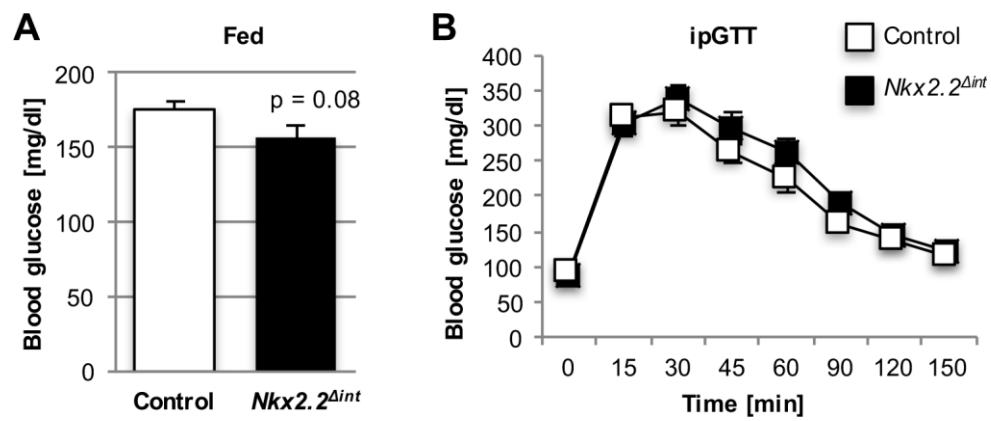 A
Fed
p = 0.08
Blood glucose [mg/dl]
200
150
100
50
0
Control
Nkx2.2Δint
B
ipGTT
Control
Nkx2.2Δint
Blood glucose [mg/dl]
400
350
300
250
200
150
100
50
0
0 15 30 45 60 90 120 150
Time [min]